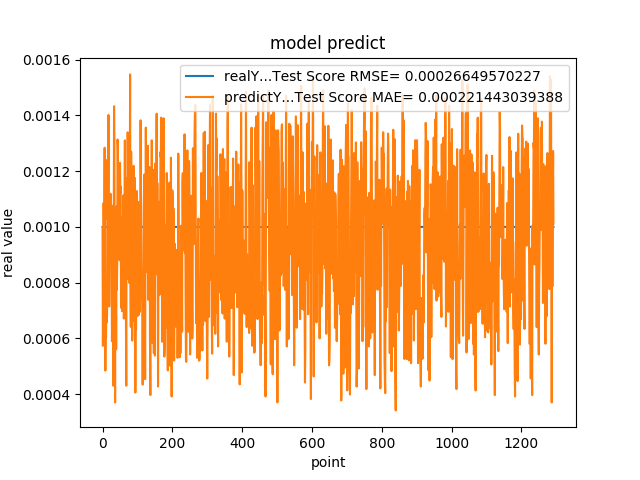 model predict
realY...Test Score RMSE= 0.00026649570227
predictY...Test Score MAE= 0.000221443039388
real value
0.0016
0.0014
0.0012
0.0010
0.0008
0.0006
0.0004
0 200 400 600 800 1000 1200
point